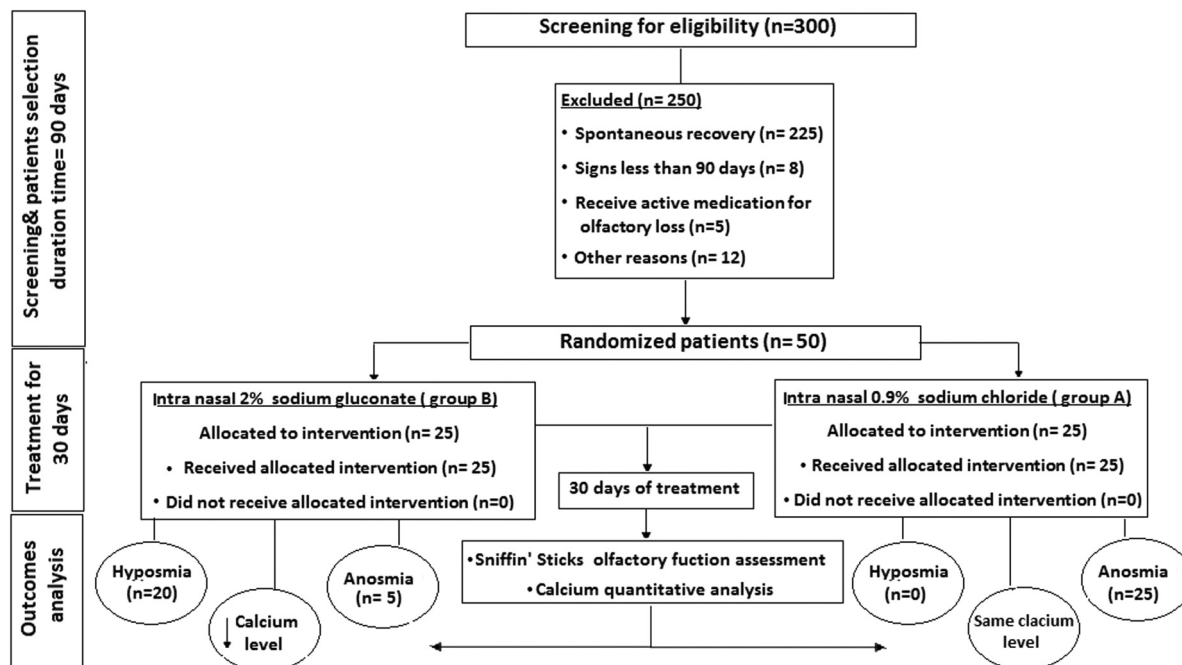 Screening& patients selection
duration time= 90 days
Screening for eligibility (n=300)
Excluded (n= 250)
• Spontaneous recovery (n= 225)
• Signs less than 90 days (n= 8)
• Receive active medication for
olfactory loss (n=5)
• Other reasons (n= 12)
Randomized patients (n= 50)
Treatment for
30 days
Intra nasal 2% sodium gluconate ( group B)
Allocated to intervention (n= 25)
• Received allocated intervention (n= 25)
• Did not receive allocated intervention (n=0)
30 days of treatment
Intra nasal 0.9% sodium chloride ( group A)
Allocated to intervention (n= 25)
• Received allocated intervention (n= 25)
• Did not receive allocated intervention (n=0)
Outcomes
analysis
Hyposmia
(n=20)
↓ Calcium
level
Anosmia
(n= 5)
•Sniffin' Sticks olfactory fuction assessment
•Calcium quantitative analysis
Hyposmia
(n=0)
Same clacium
level
Anosmia
(n=25)